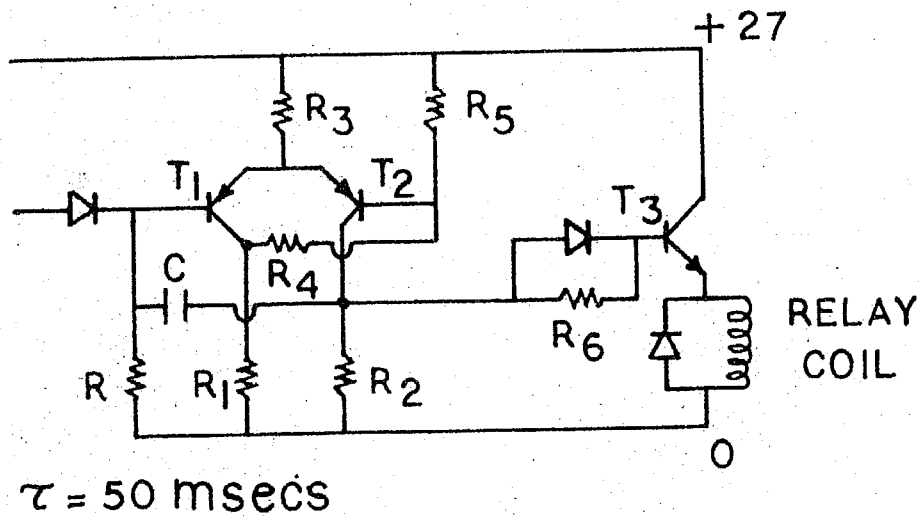 +27
R3
R5
T1
T2
T3
R4
C
R6
RELAY
COIL
R
R1
R2
0
τ = 50 msecs